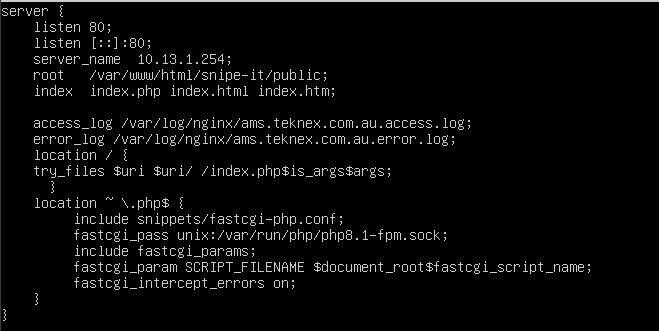 server {
    listen 80;
    listen [::]:80;
    server_name  10.13.1.254;
    root   /var/www/html/snipe-it/public;
    index  index.php index.html index.htm;

    access_log /var/log/nginx/ams.teknex.com.au.access.log;
    error_log /var/log/nginx/ams.teknex.com.au.error.log;
    location / {
    try_files $uri $uri/ /index.php$is_args$args;
      }
    location ~ \.php$ {
         include snippets/fastcgi-php.conf;
         fastcgi_pass unix:/var/run/php/php8.1-fpm.sock;
         include fastcgi_params;
         fastcgi_param SCRIPT_FILENAME $document_root$fastcgi_script_name;
         fastcgi_intercept_errors on;
    }
}